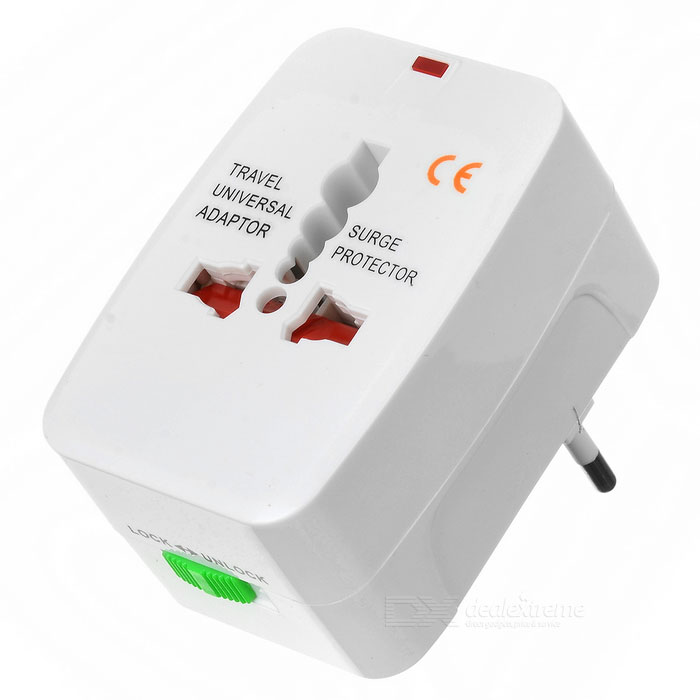 CE
TRAVEL
UNIVERSAL
ADAPTOR
SURGE
PROTECTOR
LOCK UNLOCK
dealextreme